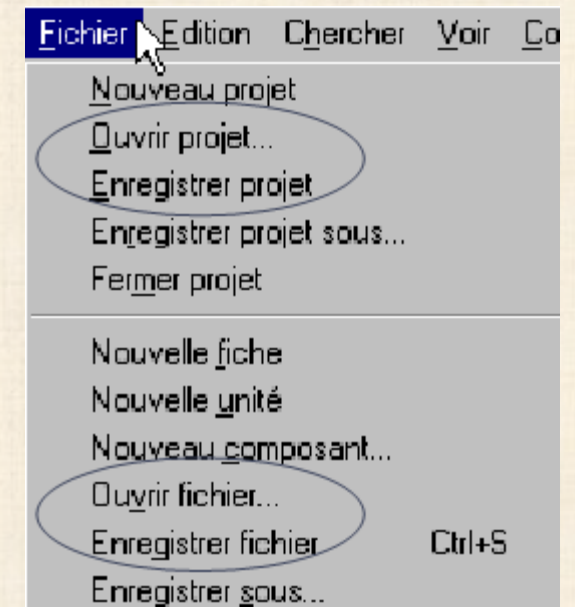 Fichier Edition Chercher Voir Co
Nouveau projet
Ouvrir projet...
Enregistrer projet
Enregistrer projet sous...
Fermer projet
Nouvelle fiche
Nouvelle unité
Nouveau composant...
Ouvrir fichier...
Enregistrer fichier Ctrl+S
Enregistrer sous...